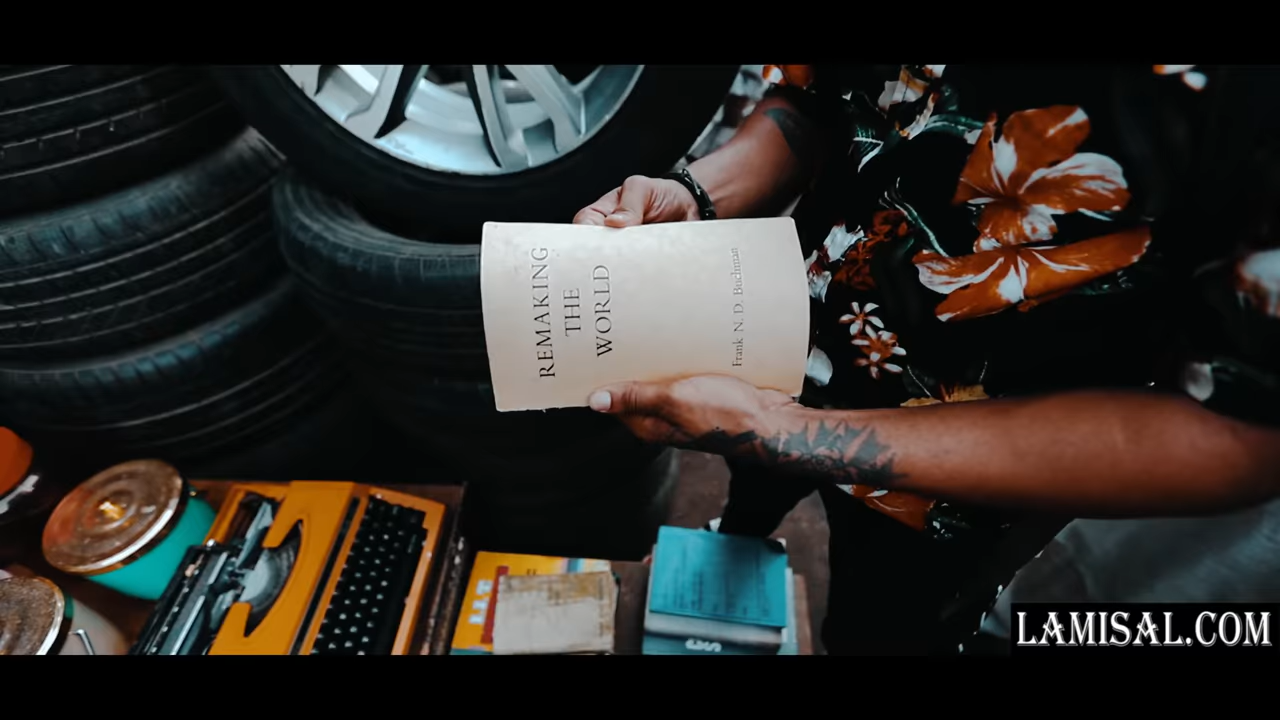 REMAKING
THE
WORLD
Frank N. D. Buchman
LAMISAL.COM